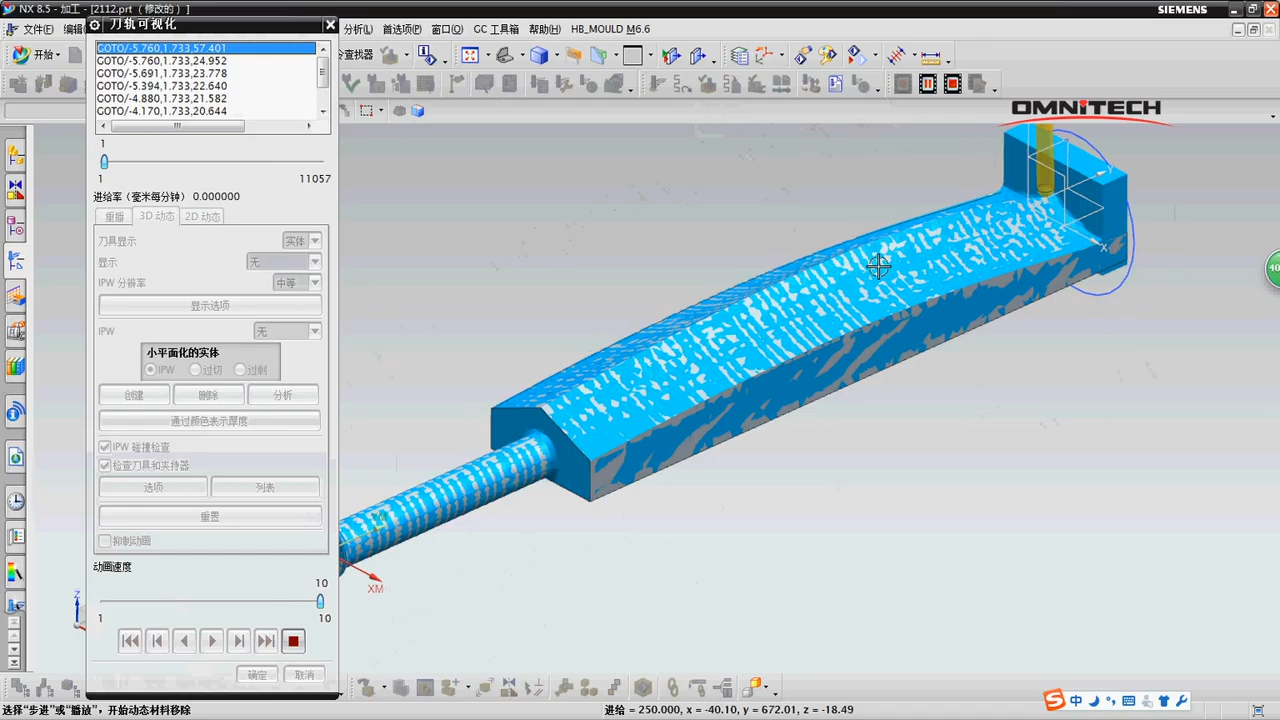 NX 8.5 - 加工 - [2112.prt (修改的)]
SIEMENS
刀轨可视化
文件(F)
编辑
分析(L)
首选项(P)
窗口(O)
GC 工具箱
帮助(H)
HB_MOULD M6.6
开始
令查找器
GOTO/-5.760,1.733,57.401
GOTO/-5.760,1.733,24.952
GOTO/-5.691,1.733,23.778
GOTO/-5.394,1.733,22.640
GOTO/-4.880,1.733,21.582
GOTO/-4.170,1.733,20.644
OMNITECH
1
1
11057
进给率 (毫米每分钟) 0.000000
重播
3D 动态
2D 动态
刀具显示
实体
显示
无
IPW 分辨率
中等
显示选项
IPW
无
小平面化的实体
IPW
过切
过剩
创建
删除
分析
通过颜色表示厚度
IPW 碰撞检查
检查刀具和夹持器
选项
列表
重置
抑制动画
动画速度
10
1
10
确定
取消
Y
X
XM
Z
40
中
选择“步进”或“播放”，开始动态材料移除
进给 = 250.000, x = -40.10, y = 672.01, z = -18.49